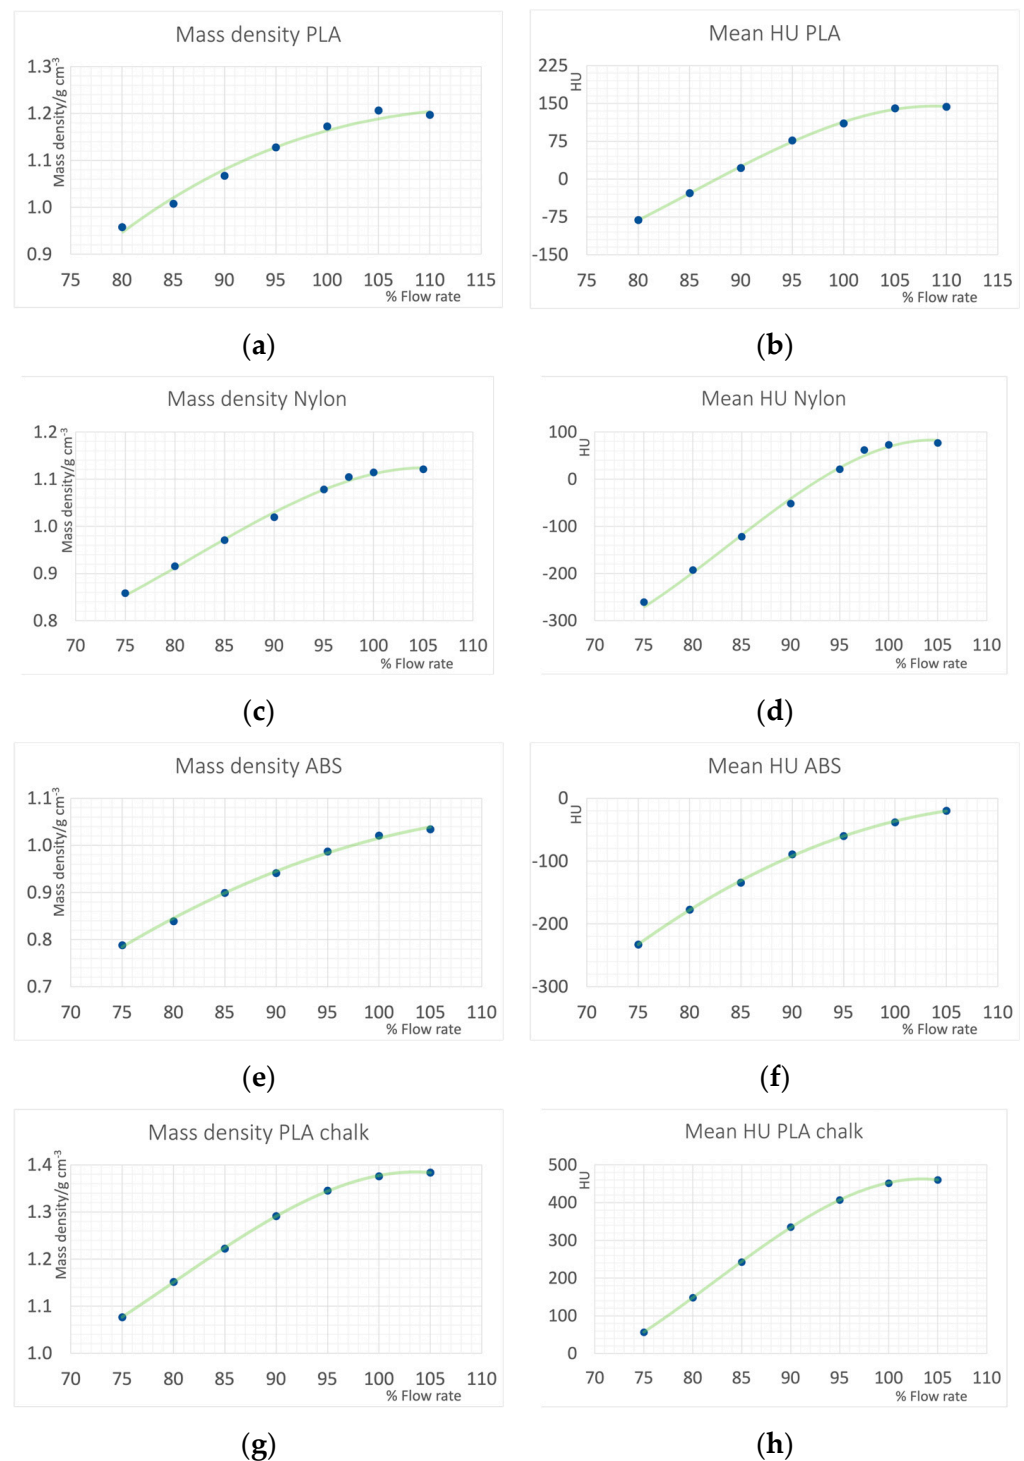 Mass density PLA
1.3
1.2
1.1
1.0
0.9
Mass density/g cm-3
75 80 85 90 95 100 105 110 115
% Flow rate
(a)
Mean HU PLA
225
150
75
0
-75
-150
HU
75 80 85 90 95 100 105 110 115
% Flow rate
(b)
Mass density Nylon
1.2
1.1
1.0
0.9
0.8
Mass density/g cm-3
70 75 80 85 90 95 100 105 110
% Flow rate
(c)
Mean HU Nylon
100
0
-100
-200
-300
HU
70 75 80 85 90 95 100 105 110
% Flow rate
(d)
Mass density ABS
1.1
1.0
0.9
0.8
0.7
Mass density/g cm-3
70 75 80 85 90 95 100 105 110
% Flow rate
(e)
Mean HU ABS
0
-100
-200
-300
HU
70 75 80 85 90 95 100 105 110
% Flow rate
(f)
Mass density PLA chalk
1.4
1.3
1.2
1.1
1.0
Mass density/g cm-3
70 75 80 85 90 95 100 105 110
% Flow rate
(g)
Mean HU PLA chalk
500
400
300
200
100
0
HU
70 75 80 85 90 95 100 105 110
% Flow rate
(h)